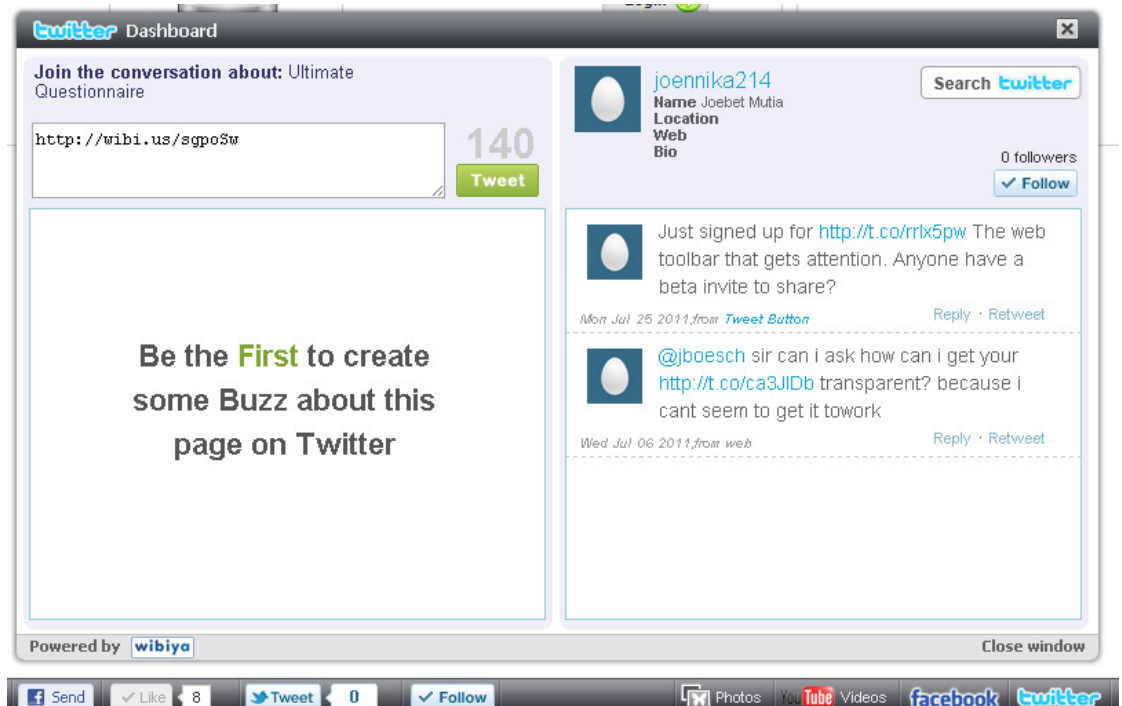 Login
twitter Dashboard
Join the conversation about: Ultimate
Questionnaire
http://wibi.us/sgpoSw
140
Tweet
Be the First to create
some Buzz about this
page on Twitter
joennika214
Name Joebet Mutia
Location
Web
Bio
Search twitter
0 followers
Follow
Just signed up for http://t.co/rrlx5pw The web
toolbar that gets attention. Anyone have a
beta invite to share?
Mon Jul 25 2011,from Tweet Button
Reply · Retweet
@jboesch sir can i ask how can i get your
http://t.co/ca3JIDb transparent? because i
cant seem to get it towork
Wed Jul 06 2011,from web
Reply · Retweet
Powered by wibiya
Close window
Send Like 8 Tweet 0 Follow Photos YouTube Videos facebook twitter